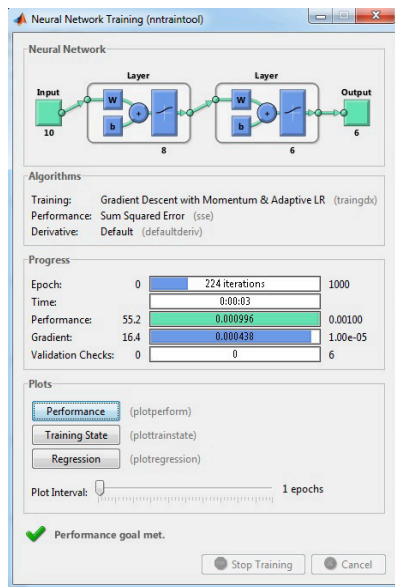 Neural Network Training (nntraintool)
Neural Network
Layer Layer
Input Output
W W
+ +
b b
10 6
8 6
Algorithms
Training: Gradient Descent with Momentum & Adaptive LR (traingdx)
Performance: Sum Squared Error (sse)
Derivative: Default (defaultderiv)
Progress
Epoch: 0 224 iterations 1000
Time: 0:00:03
Performance: 55.2 0.000996 0.00100
Gradient: 16.4 0.000438 1.00e-05
Validation Checks: 0 0 6
Plots
Performance (plotperform)
Training State (plottrainstate)
Regression (plotregression)
Plot Interval: 1 epochs
Performance goal met.
Stop Training Cancel